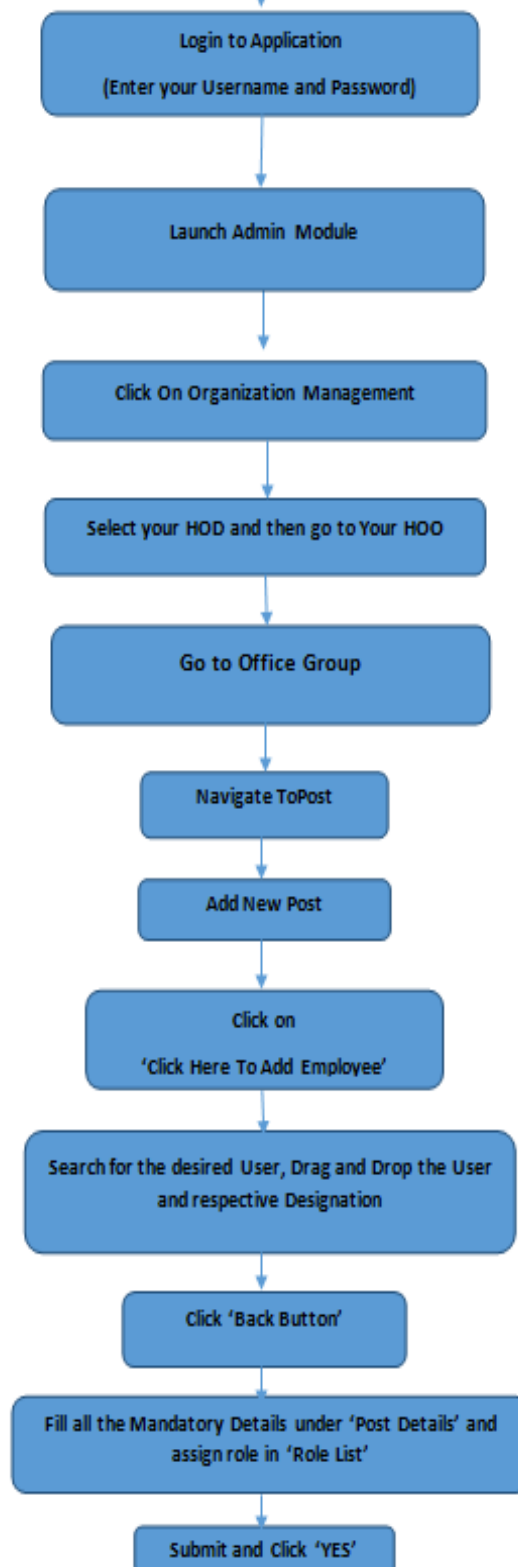 Login to Application
(Enter your Username and Password)
Launch Admin Module
Click On Organization Management
Select your HOD and then go to Your HOO
Go to Office Group
Navigate ToPost
Add New Post
Click on
‘Click Here To Add Employee’
Search for the desired User, Drag and Drop the User
and respective Designation
Click ‘Back Button’
Fill all the Mandatory Details under ‘Post Details’ and
assign role in ‘Role List’
Submit and Click ‘YES’